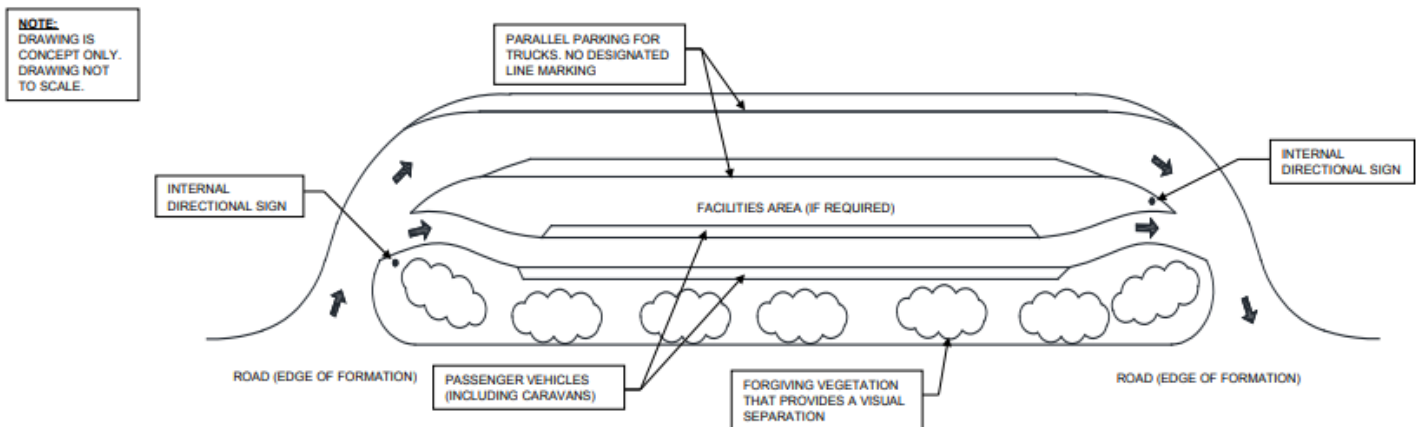 NOTE:
DRAWING IS
CONCEPT ONLY.
DRAWING NOT
TO SCALE.
PARALLEL PARKING FOR
TRUCKS. NO DESIGNATED
LINE MARKING
INTERNAL
DIRECTIONAL SIGN
INTERNAL
DIRECTIONAL SIGN
FACILITIES AREA (IF REQUIRED)
ROAD (EDGE OF FORMATION)
PASSENGER VEHICLES
(INCLUDING CARAVANS)
FORGIVING VEGETATION
THAT PROVIDES A VISUAL
SEPARATION
ROAD (EDGE OF FORMATION)